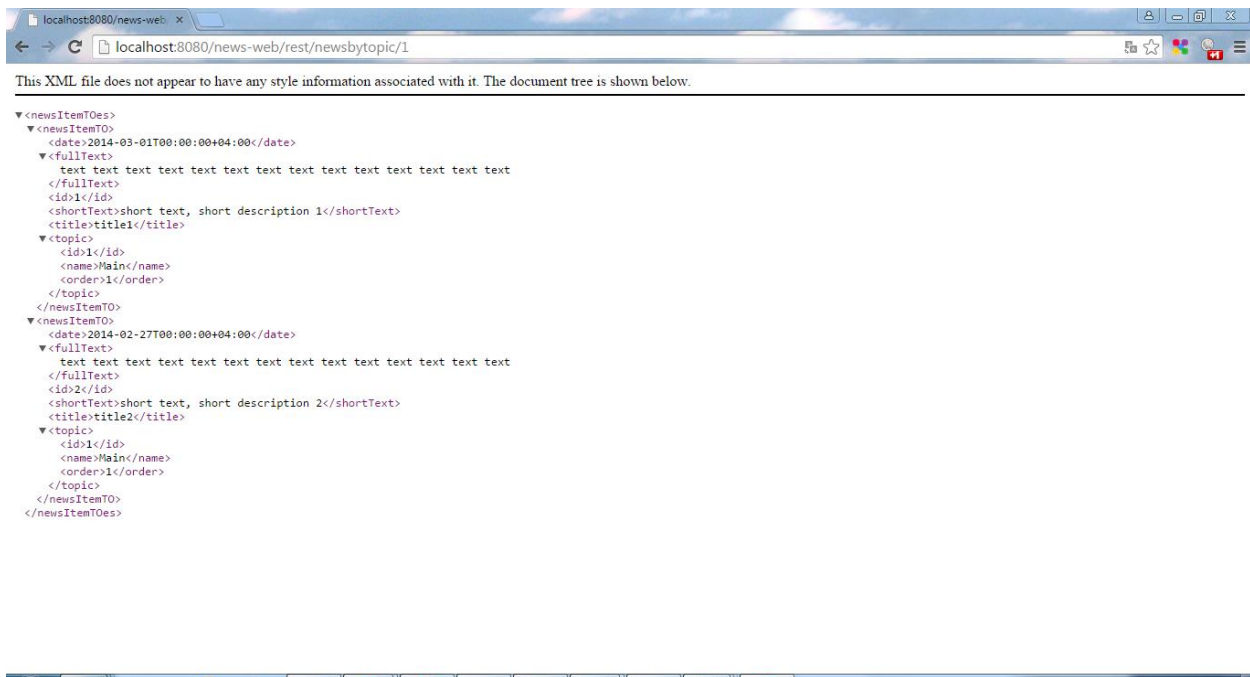 localhost:8080/news-web
localhost:8080/news-web/rest/newsbytopic/1
+1
This XML file does not appear to have any style information associated with it. The document tree is shown below.
▼<newsItemTOes>
▼<newsItemTO>
<date>2014-03-01T00:00:00+04:00</date>
▼<fullText>
text text text text text text text text text text text text text text
</fullText>
<id>1</id>
<shortText>short text, short description 1</shortText>
<title>title1</title>
▼<topic>
<id>1</id>
<name>Main</name>
<order>1</order>
</topic>
</newsItemTO>
▼<newsItemTO>
<date>2014-02-27T00:00:00+04:00</date>
▼<fullText>
text text text text text text text text text text text text text text
</fullText>
<id>2</id>
<shortText>short text, short description 2</shortText>
<title>title2</title>
▼<topic>
<id>1</id>
<name>Main</name>
<order>1</order>
</topic>
</newsItemTO>
</newsItemTOes>